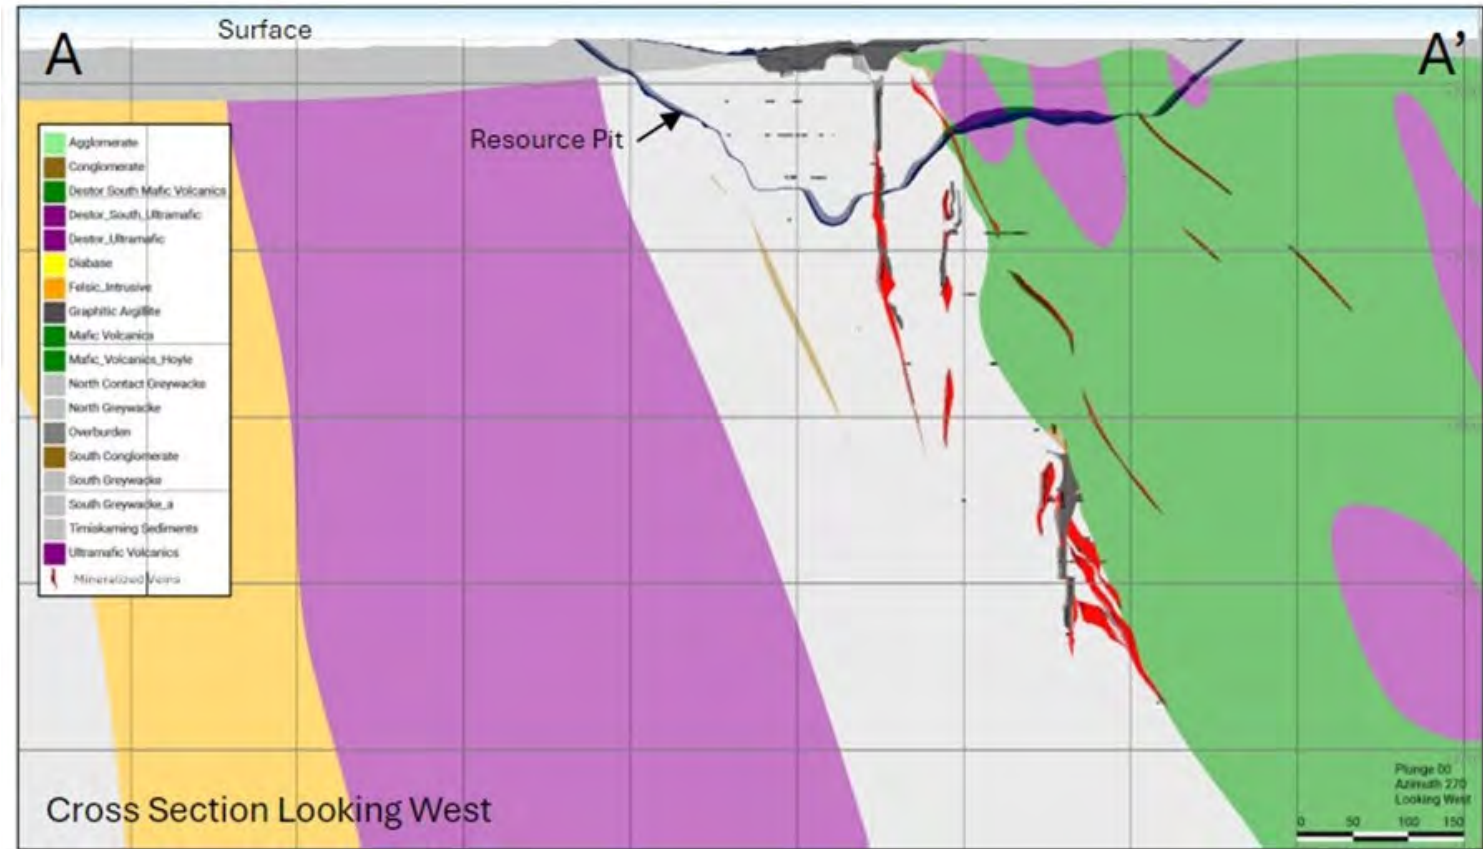 Surface
A
A'
Resource Pit
Agglomerate
Conglomerate
Destor South Mafic Volcanics
Destor_South_Ultramafic
Destor_Ultramafic
Diabase
Felsic_Intrusive
Graphitic Argillite
Mafic Volcanics
Mafic_Volcanics_Hoyle
North Contact Greywacke
North Greywacke
Overburden
South Conglomerate
South Greywacke
South Greywacke_a
Timiskaming Sediments
Ultramafic Volcanics
Mineralized Veins
Cross Section Looking West
Plunge 00
Azimuth 270
Looking West
0 50 100 150